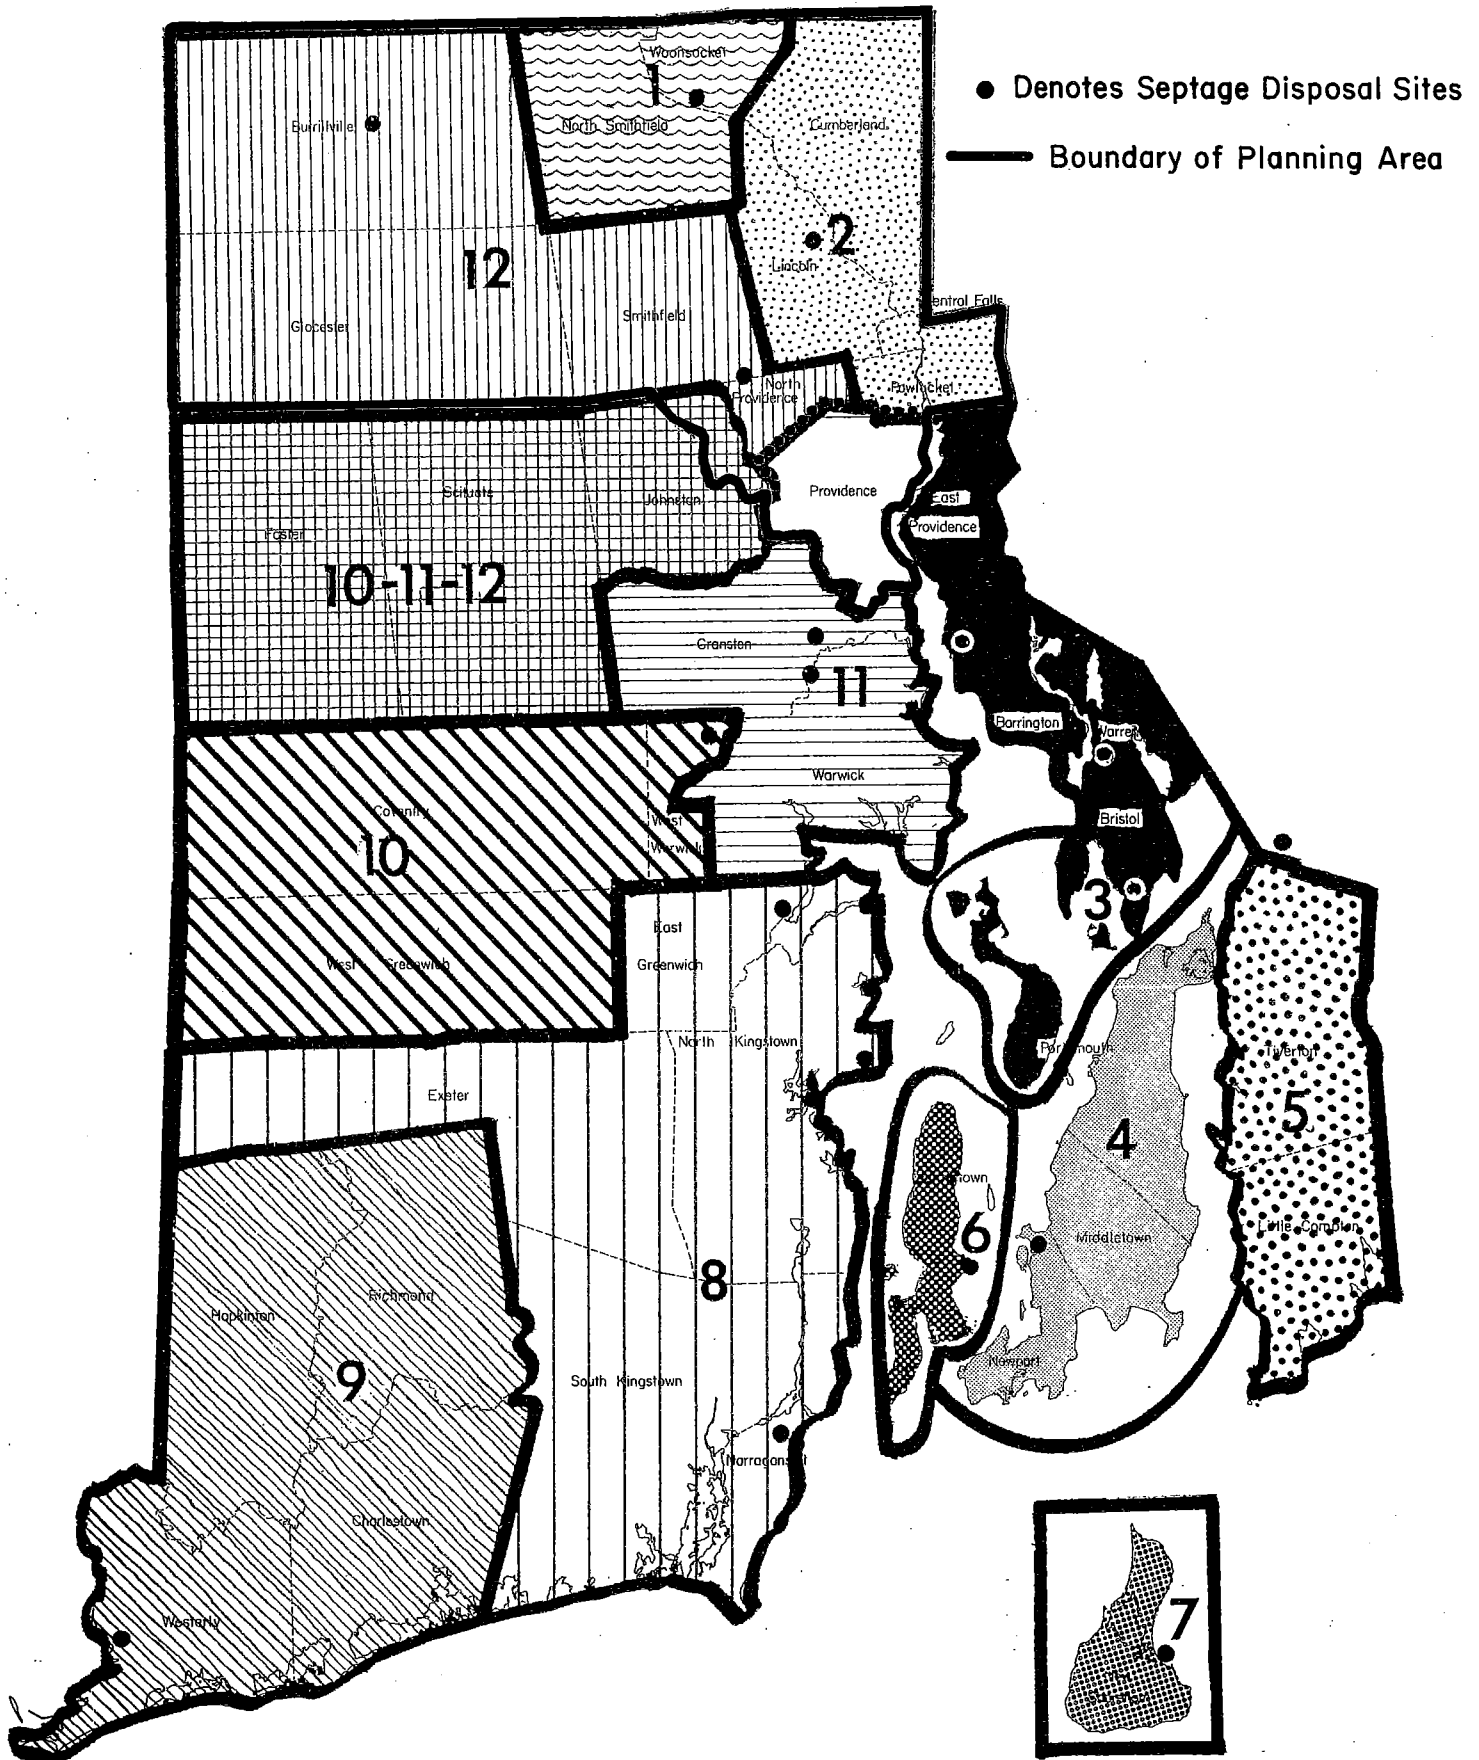 Woonsocket
1
Denotes Septage Disposal Sites
Burrillville
North Smithfield
Cumberland
Boundary of Planning Area
2
12
Lincoln
entral Falls
Smithfield
Glocester
North
Providence
Pawtucket
Scituate
Johnston
Providence
East
Providence
Foster
10-11-12
Cranston
11
Barrington
Warren
Warwick
Coventry
West
Warwick
Bristol
10
3
East
West Greenwich
Greenwich
North Kingstown
Portsmouth
Tiverton
Exeter
5
4
town
6
Middletown
Little Compton
8
Richmond
Hopkinton
Newport
9
South Kingstown
Narragansett
Charlestown
Westerly
7